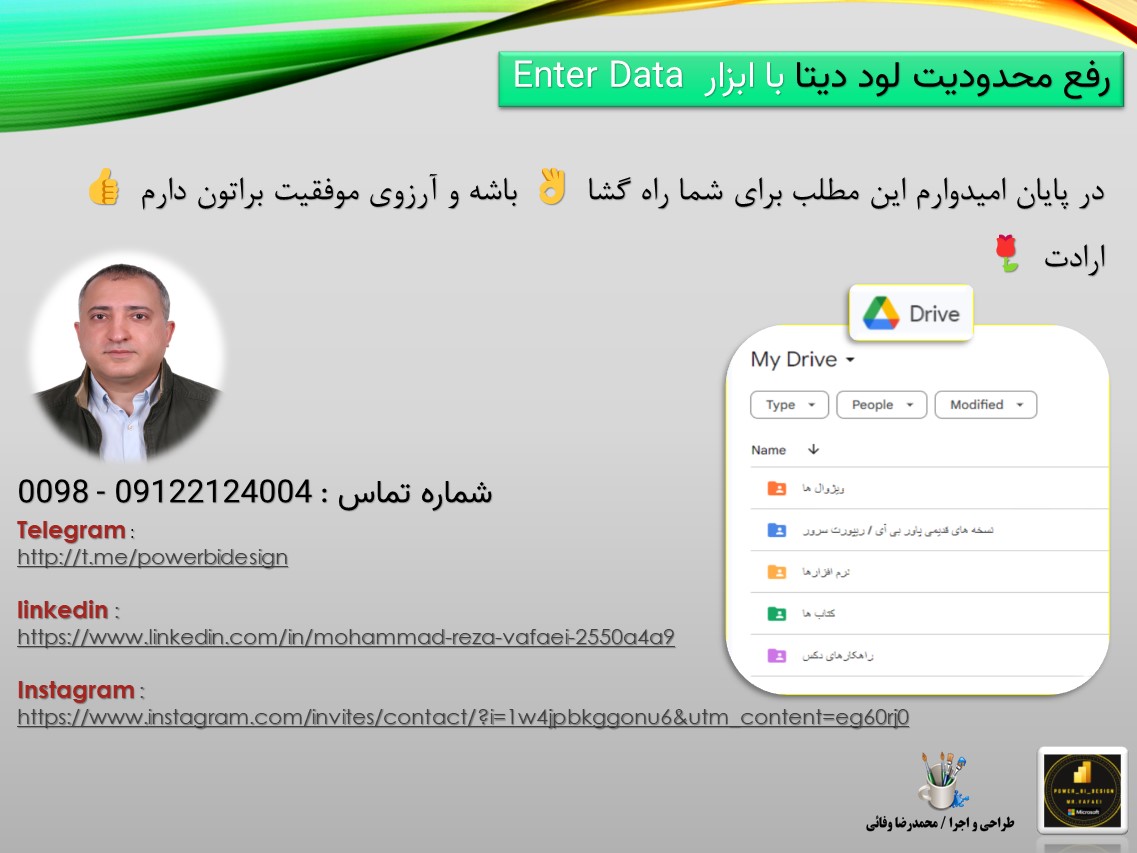 رفع محدودیت لود دیتا با ابزار Enter Data
در پایان امیدوارم این مطلب برای شما راه گشا 👌 باشه و آرزوی موفقیت براتون دارم 👍
ارادت 🌷
Drive
My Drive
Type
People
Modified
Name
ویژوال ها
نسخه های قدیمی پاور بی آی / ریپورت سرور
نرم افزارها
کتاب ها
راهکارهای دکس
شماره تماس : 09122124004 - 0098
Telegram :
http://t.me/powerbidesign
linkedin :
https://www.linkedin.com/in/mohammad-reza-vafaei-2550a4a9
Instagram :
https://www.instagram.com/invites/contact/?i=1w4jpbkggonu6&utm_content=eg60rj0
طراحی و اجرا / محمدرضا وفائی
POWER_BI_DESIGN
MR.VAFAEI
Microsoft